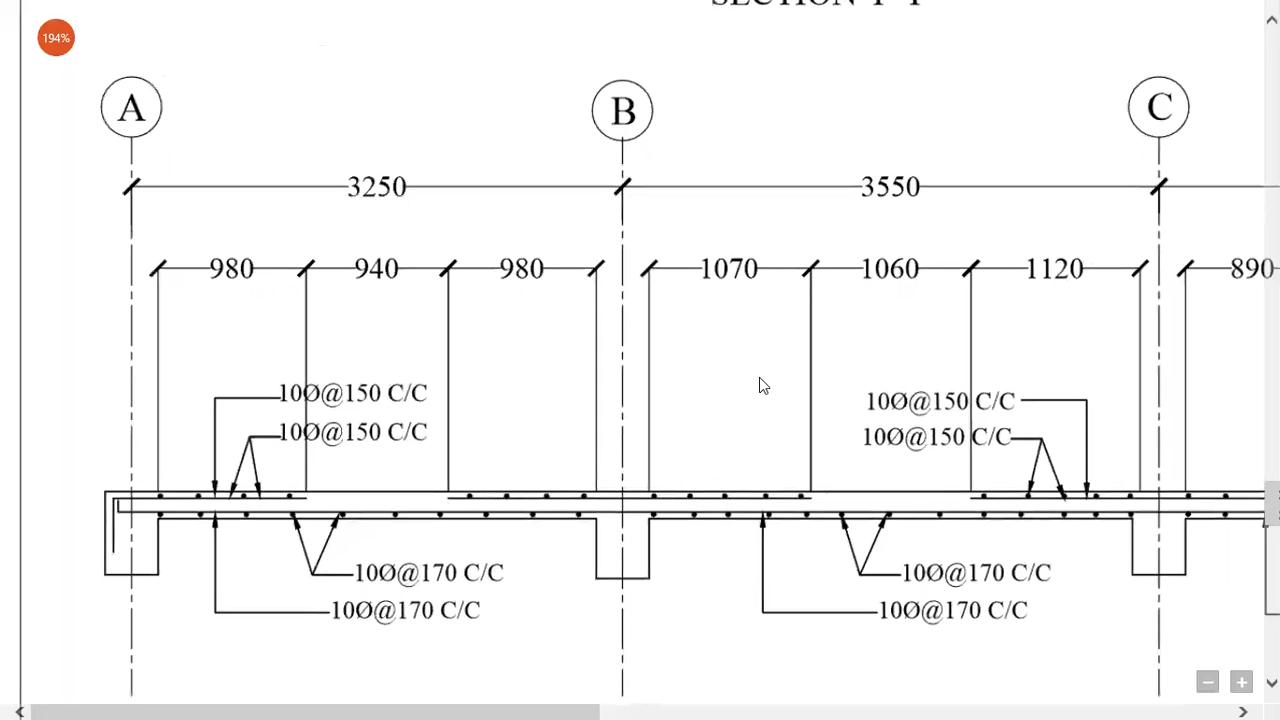 194%
A B C
3250 3550
980 940 980 1070 1060 1120 890
10Ø@150 C/C 10Ø@150 C/C
10Ø@150 C/C 10Ø@150 C/C
10Ø@170 C/C 10Ø@170 C/C
10Ø@170 C/C 10Ø@170 C/C